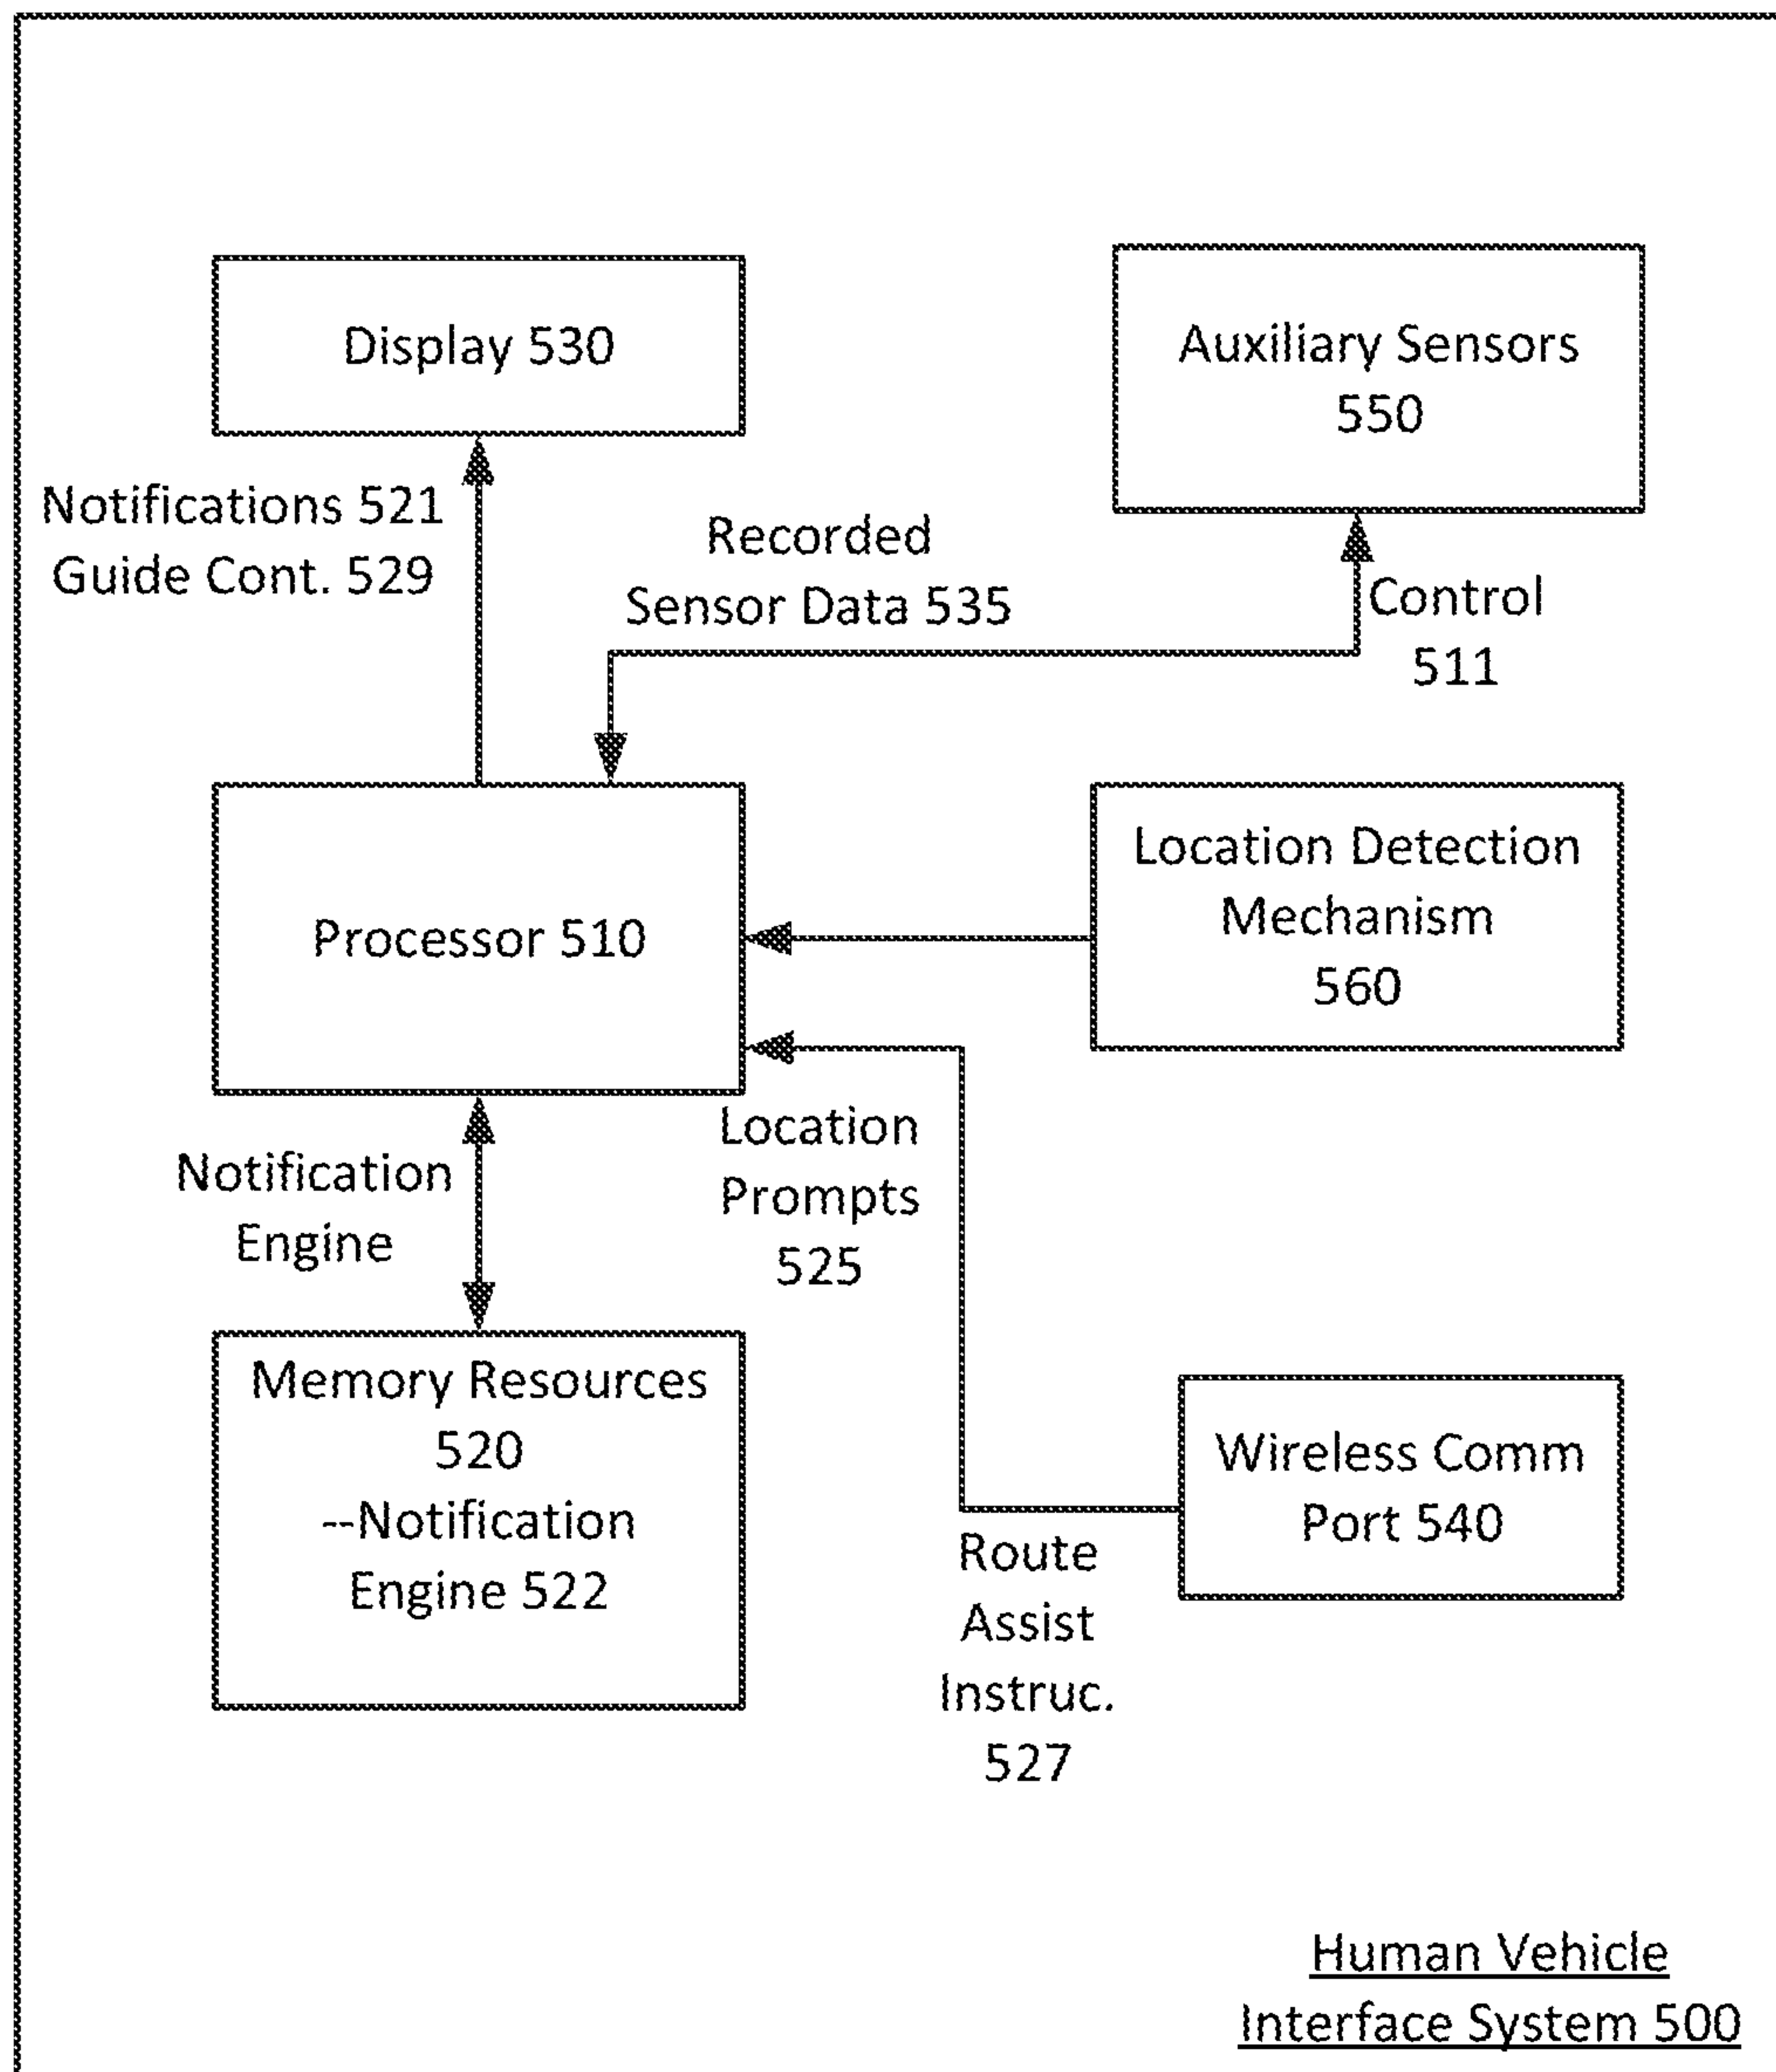 Display 530
Auxiliary Sensors
550
Notifications 521
Guide Cont. 529
Recorded
Sensor Data 535
Control
511
Processor 510
Location Detection
Mechanism
560
Notification
Engine
Location
Prompts
525
Memory Resources
520
--Notification
Engine 522
Wireless Comm
Port 540
Route
Assist
Instruc.
527
Human Vehicle
Interface System 500